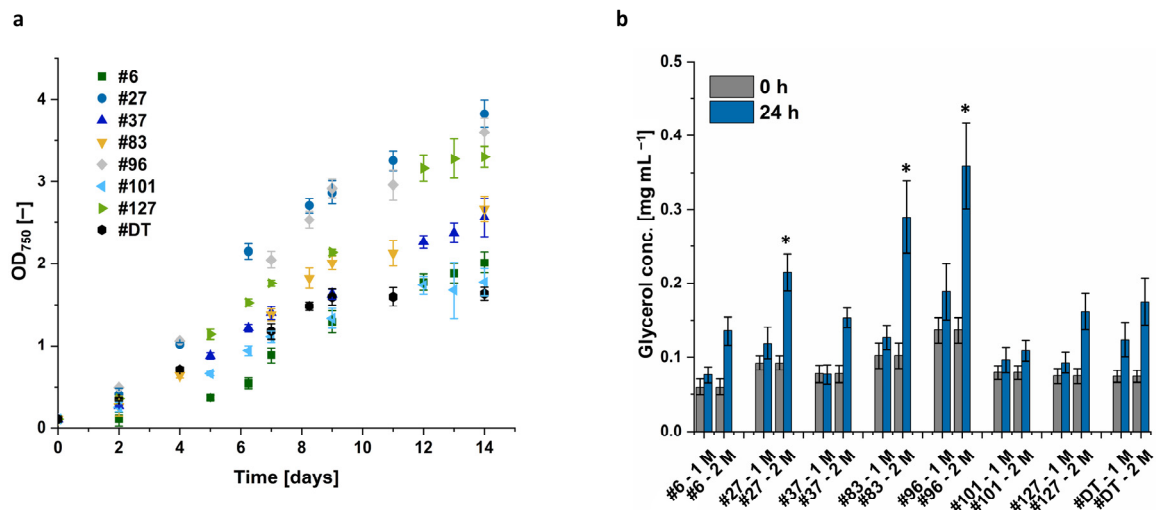 a
#6
#27
#37
#83
#96
#101
#127
#DT
OD750 [–]
4
3
2
1
0
0 2 4 6 8 10 12 14
Time [days]
b
0 h
24 h
Glycerol conc. [mg mL −1]
0.5
0.4
0.3
0.2
0.1
0.0
* * *
#6 - 1 M
#6 - 2 M
#27 - 1 M
#27 - 2 M
#37 - 1 M
#37 - 2 M
#83 - 1 M
#83 - 2 M
#96 - 1 M
#96 - 2 M
#101 - 1 M
#101 - 2 M
#127 - 1 M
#127 - 2 M
#DT - 1 M
#DT - 2 M